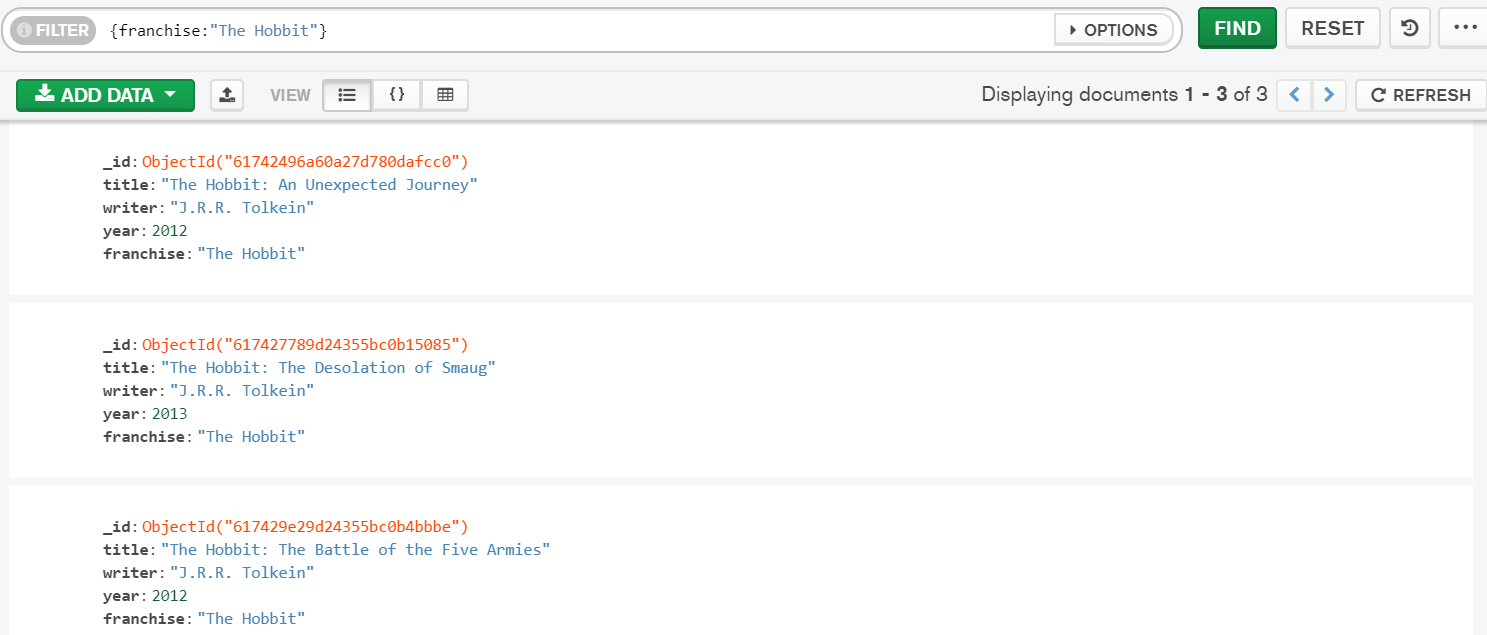 FILTER {franchise:"The Hobbit"} OPTIONS FIND RESET
ADD DATA VIEW {} Displaying documents 1 - 3 of 3 REFRESH
_id: ObjectId("61742496a60a27d780dafcc0")
title: "The Hobbit: An Unexpected Journey"
writer: "J.R.R. Tolkein"
year: 2012
franchise: "The Hobbit"
_id: ObjectId("617427789d24355bc0b15085")
title: "The Hobbit: The Desolation of Smaug"
writer: "J.R.R. Tolkein"
year: 2013
franchise: "The Hobbit"
_id: ObjectId("617429e29d24355bc0b4bbbe")
title: "The Hobbit: The Battle of the Five Armies"
writer: "J.R.R. Tolkein"
year: 2012
franchise: "The Hobbit"